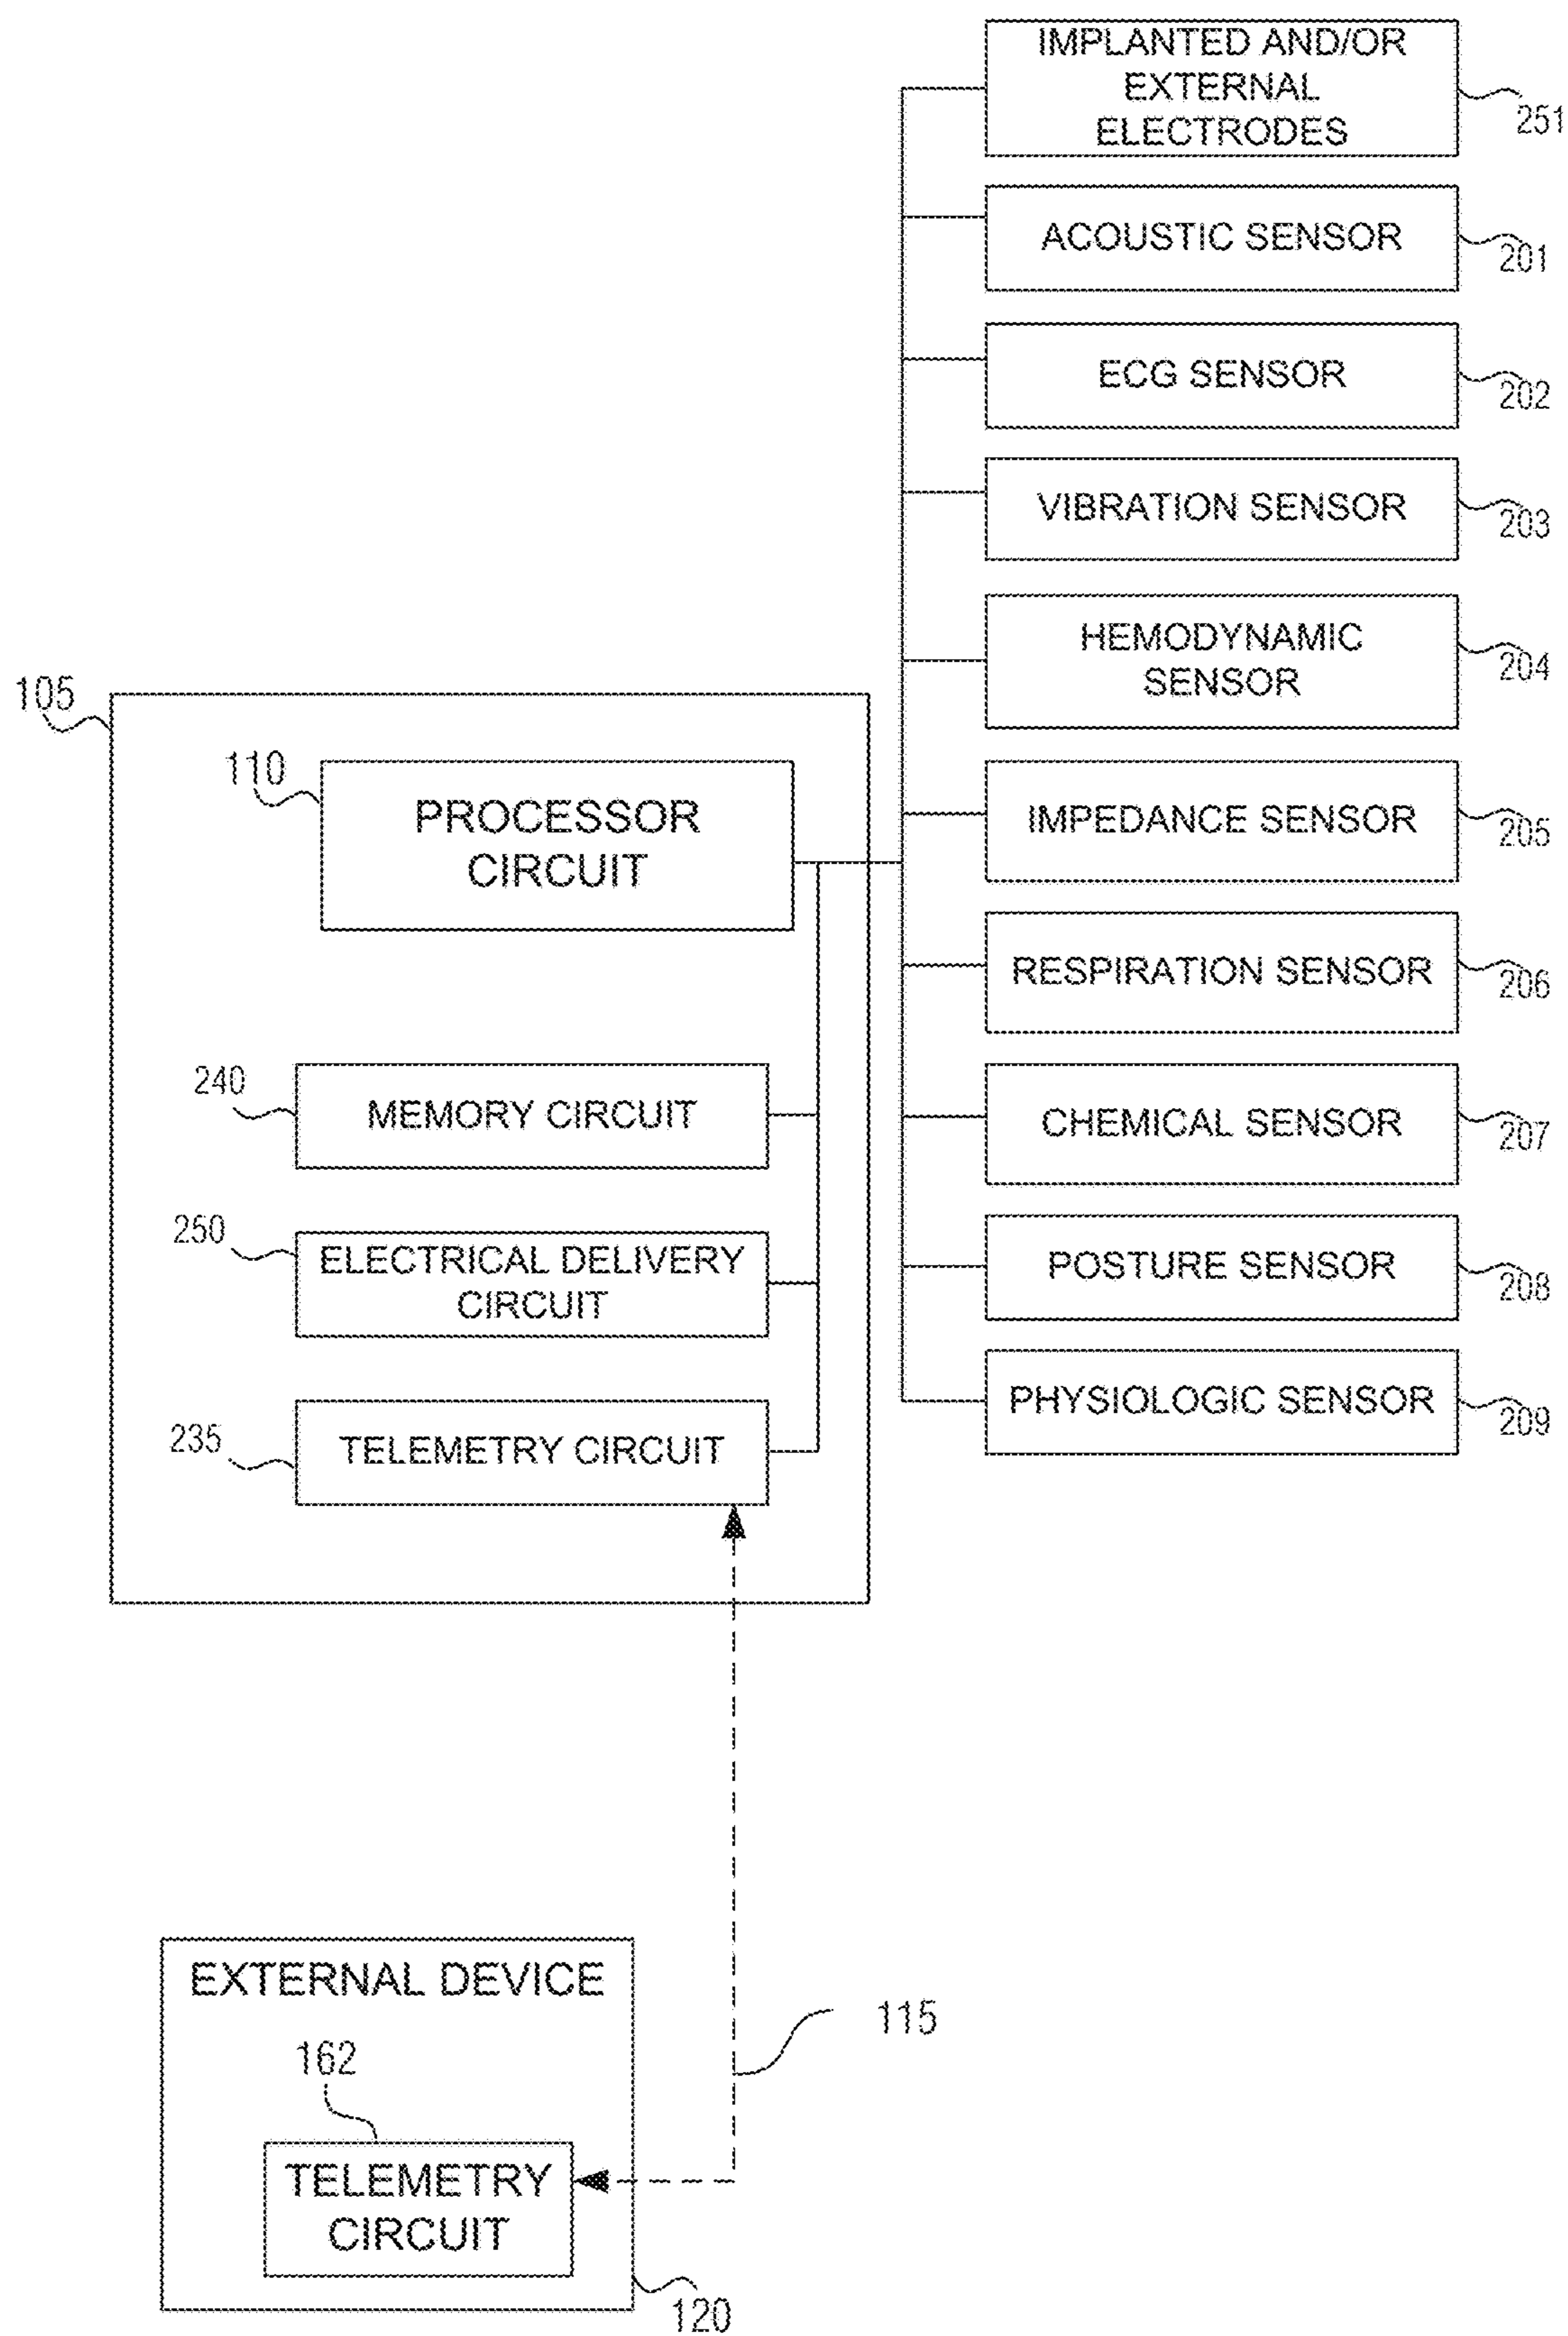 IMPLANTED AND/OR
EXTERNAL
ELECTRODES
251
ACOUSTIC SENSOR
201
ECG SENSOR
202
VIBRATION SENSOR
203
HEMODYNAMIC
SENSOR
204
105
110
PROCESSOR
CIRCUIT
IMPEDANCE SENSOR
205
RESPIRATION SENSOR
206
240
MEMORY CIRCUIT
CHEMICAL SENSOR
207
250
ELECTRICAL DELIVERY
CIRCUIT
POSTURE SENSOR
208
235
TELEMETRY CIRCUIT
PHYSIOLOGIC SENSOR
209
EXTERNAL DEVICE
115
162
TELEMETRY
CIRCUIT
120